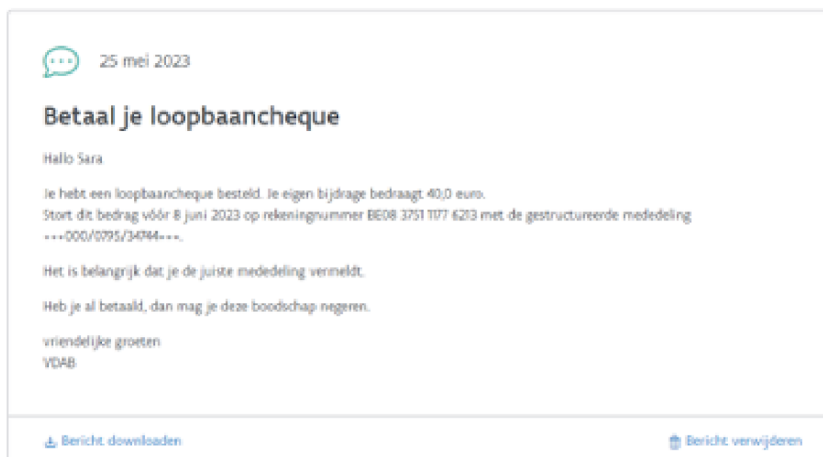 25 mei 2023
Betaal je loopbaancheque
Hallo Sara
Je hebt een loopbaancheque besteld. Je eigen bijdrage bedraagt 40,0 euro.
Stort dit bedrag vóór 8 juni 2023 op rekeningnummer BE08 3751 1177 6213 met de gestructureerde mededeling
+++000/0795/34744+++.
Het is belangrijk dat je de juiste mededeling vermeldt.
Heb je al betaald, dan mag je deze boodschap negeren.
vriendelijke groeten
VDAB
Bericht downloaden
Bericht verwijderen